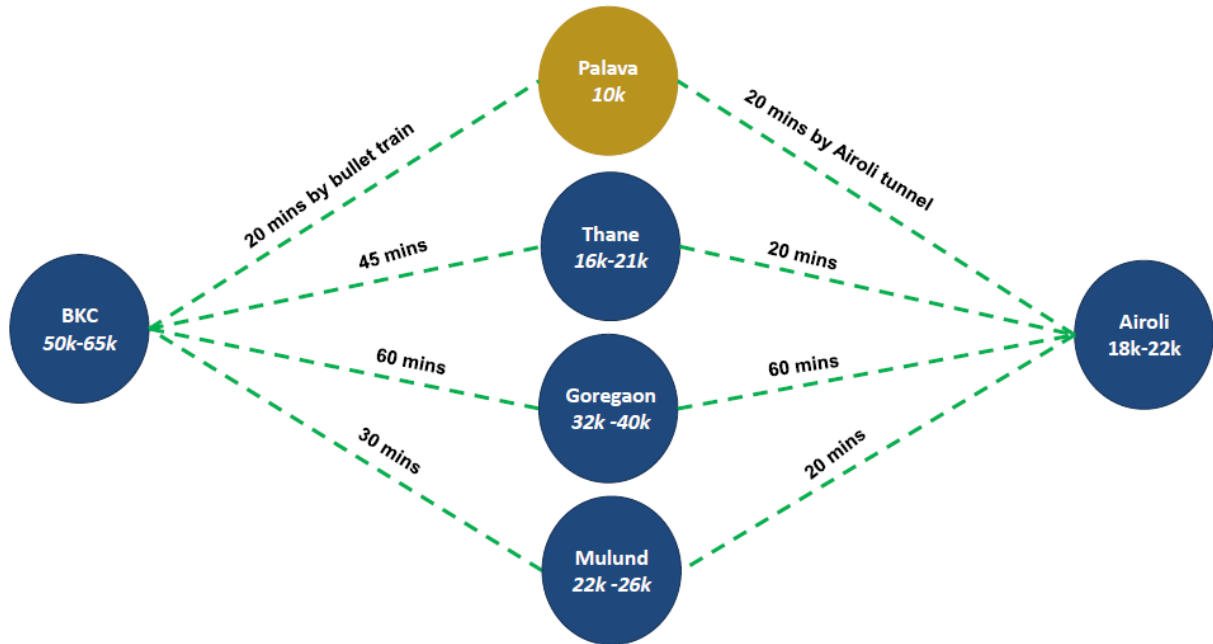 Palava
10k
20 mins by bullet train
20 mins by Airoli tunnel
Thane
16k-21k
45 mins
20 mins
BKC
50k-65k
Airoli
18k-22k
60 mins
60 mins
Goregaon
32k -40k
30 mins
20 mins
Mulund
22k -26k